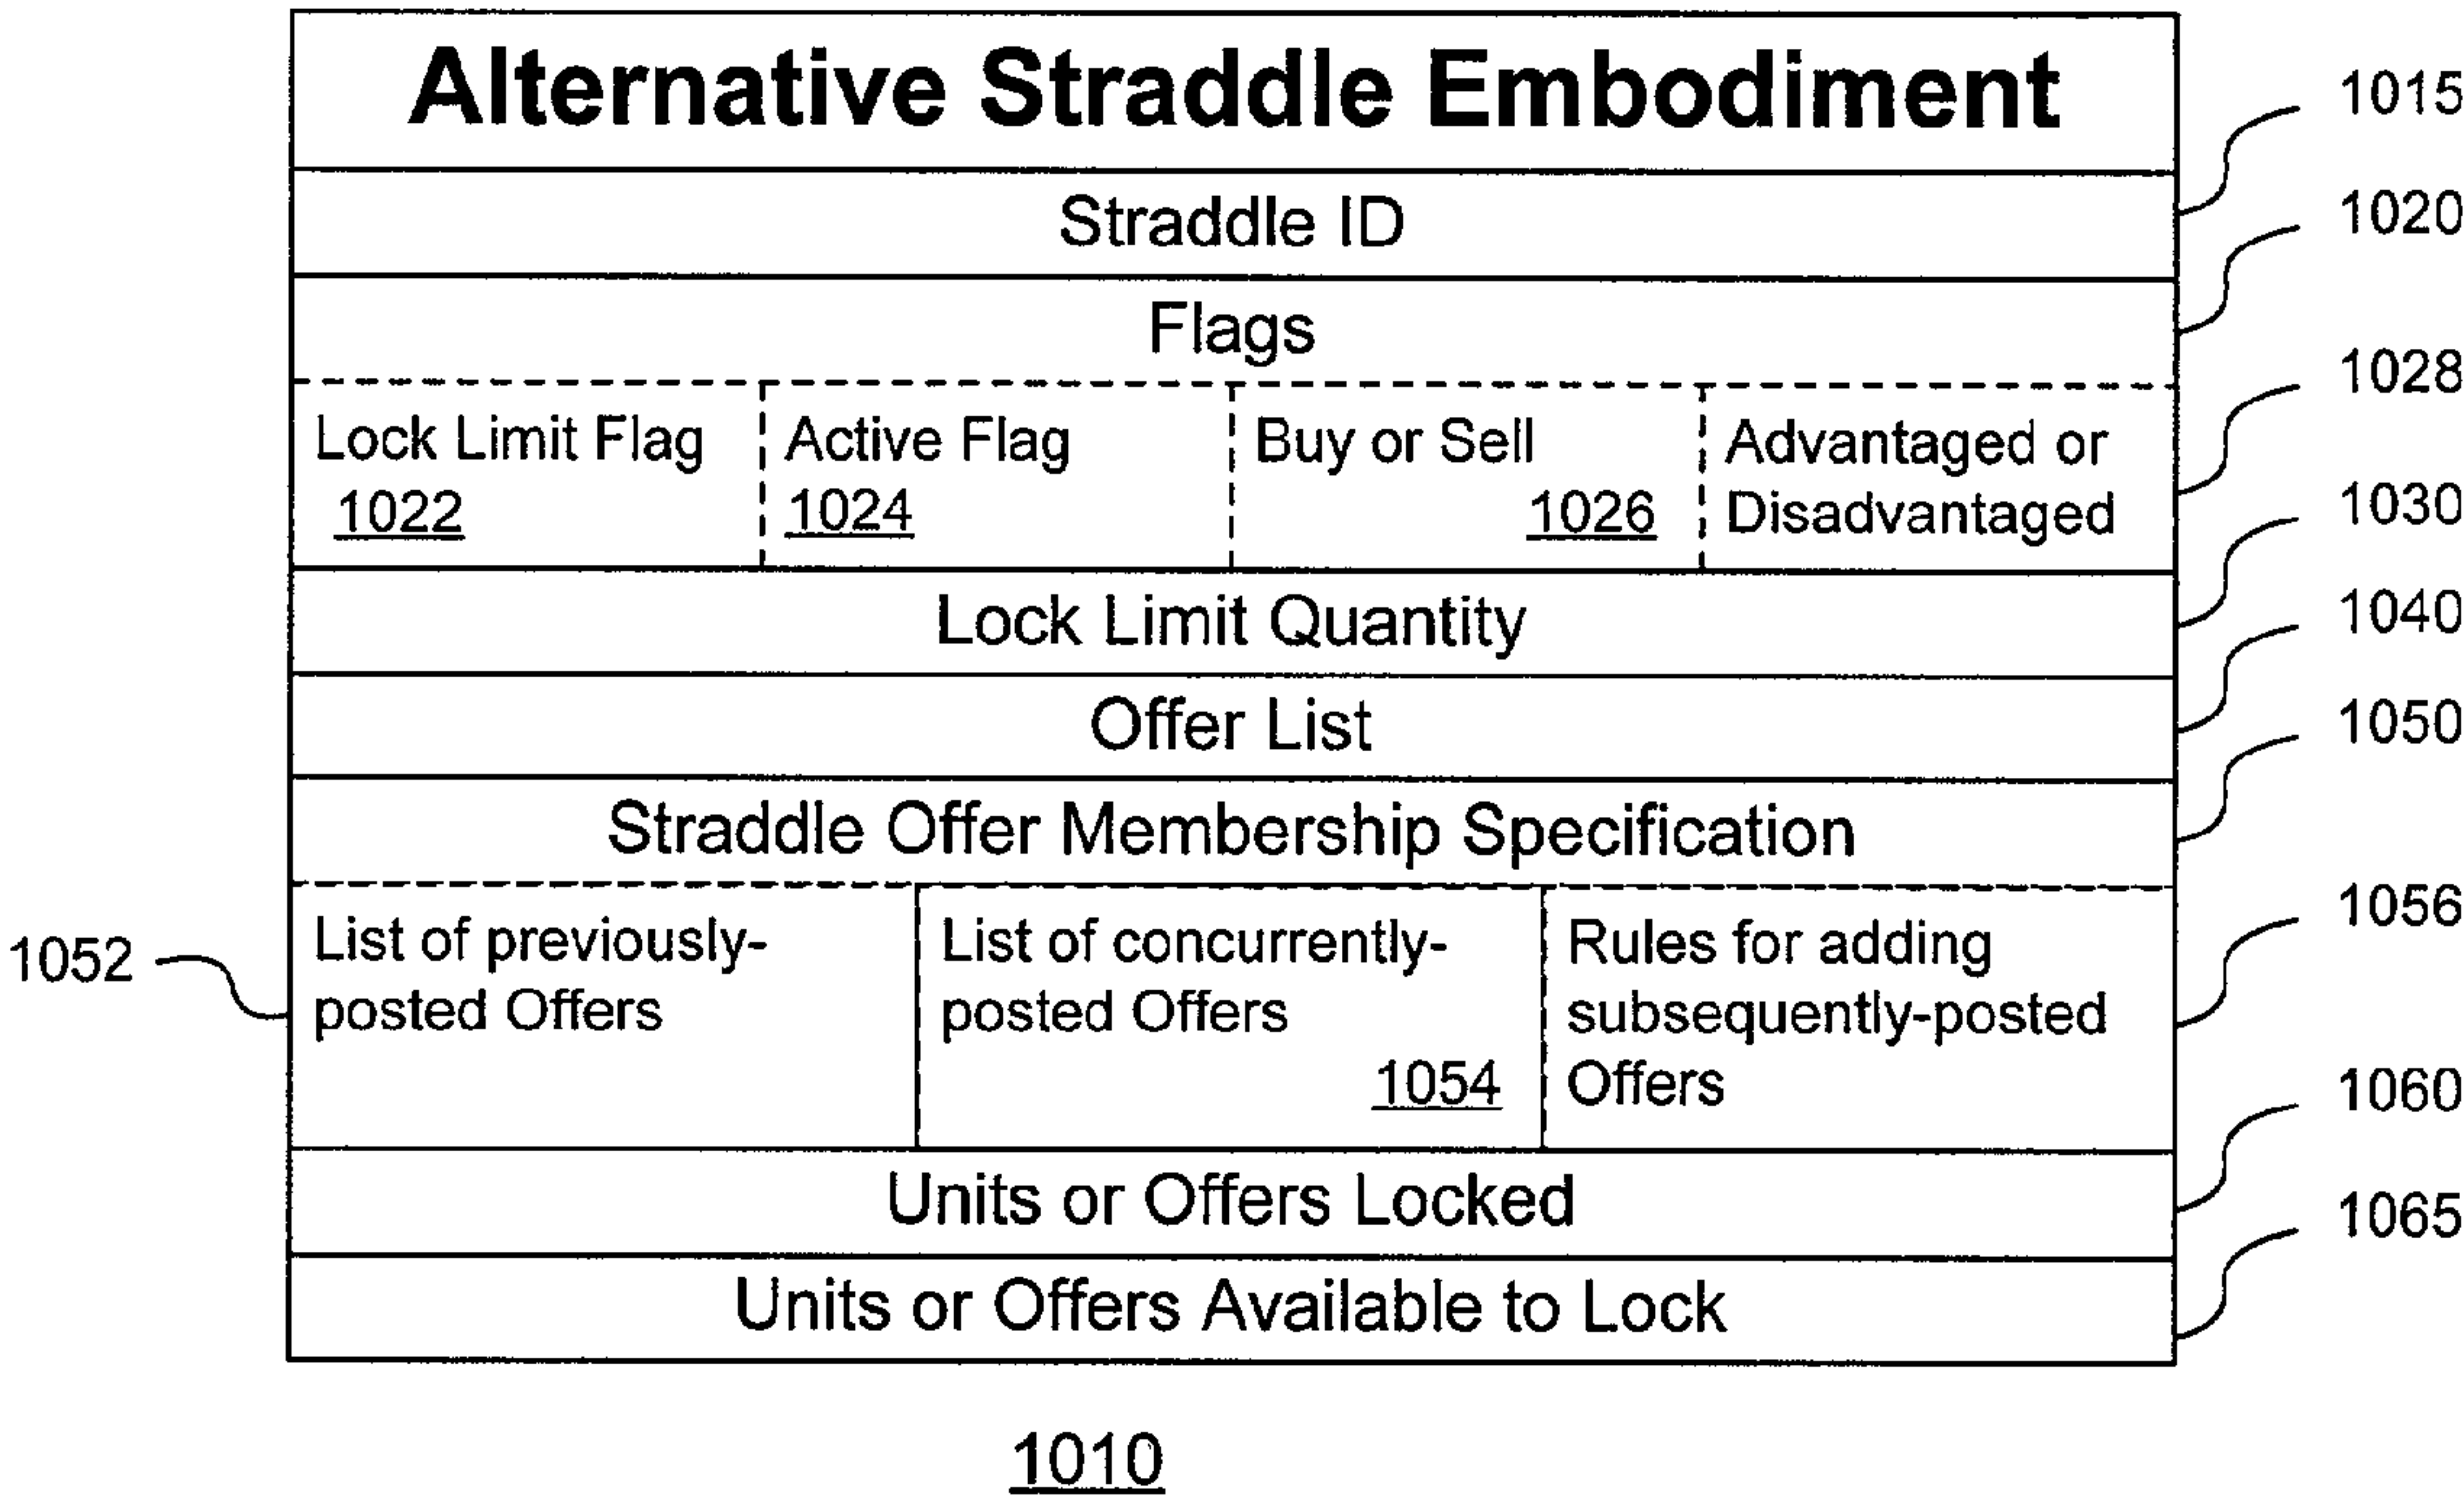 Alternative Straddle Embodiment
1015
Straddle ID
1020
Flags
1028
Lock Limit Flag
1022
Active Flag
1024
Buy or Sell
1026
Advantaged or
Disadvantaged
1030
Lock Limit Quantity
1040
Offer List
1050
Straddle Offer Membership Specification
1056
1052
List of previously-
posted Offers
List of concurrently-
posted Offers
1054
Rules for adding
subsequently-posted
Offers
1060
Units or Offers Locked
1065
Units or Offers Available to Lock
1010